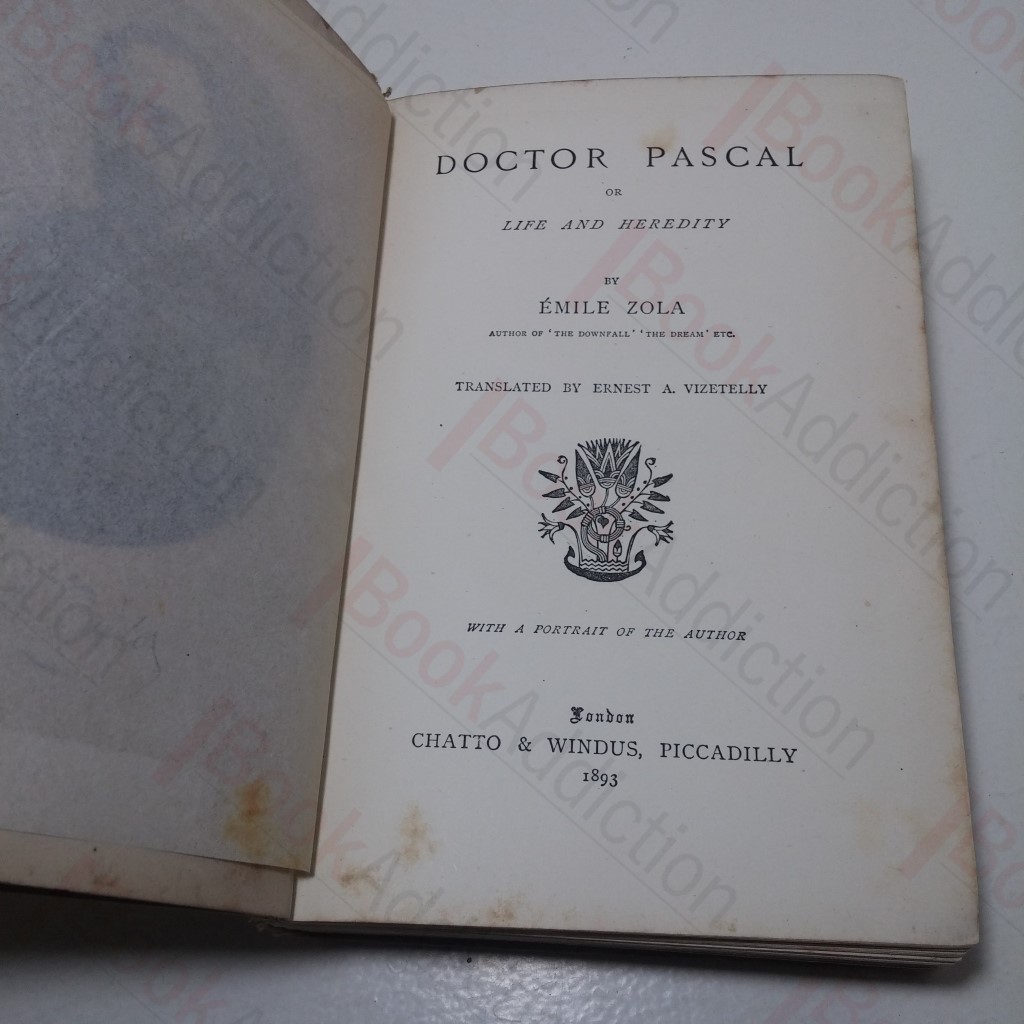 DOCTOR PASCAL
OR
LIFE AND HEREDITY
BY
ÉMILE ZOLA
AUTHOR OF 'THE DOWNFALL' 'THE DREAM' ETC.
TRANSLATED BY ERNEST A. VIZETELLY
WITH A PORTRAIT OF THE AUTHOR
London
CHATTO & WINDUS, PICCADILLY
1893
BookAddiction